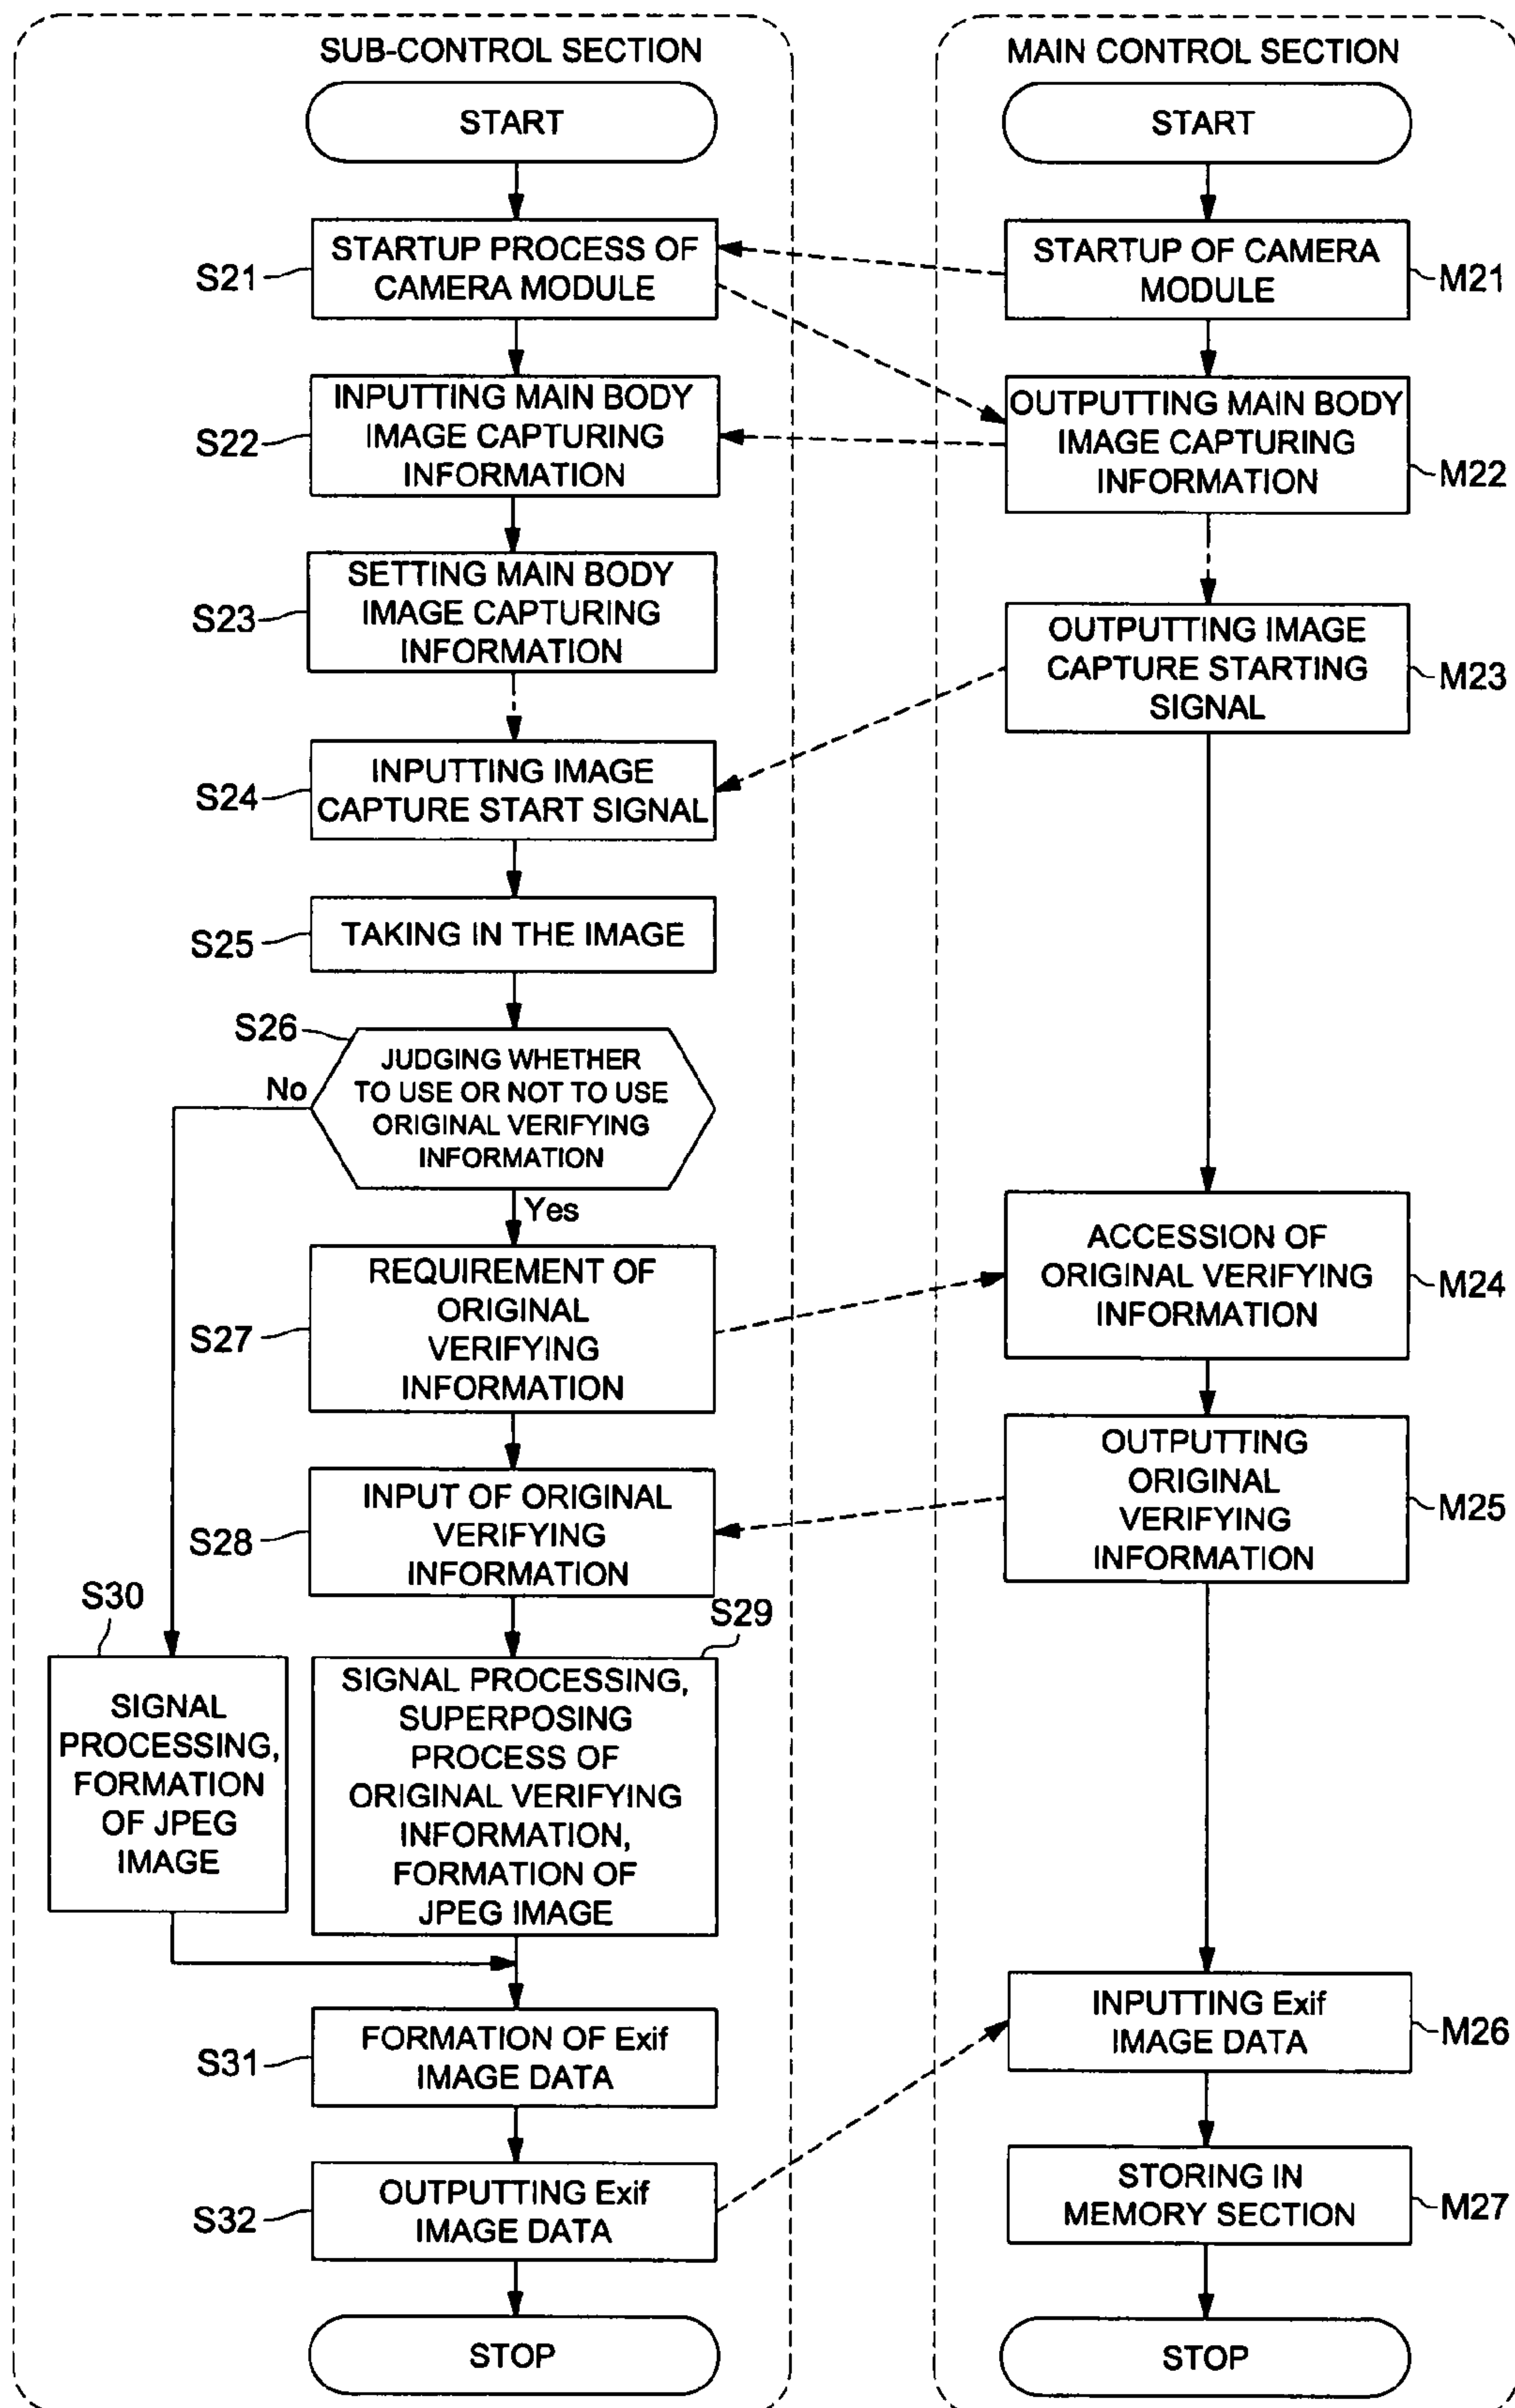 SUB-CONTROL SECTION
START
S21
STARTUP PROCESS OF
CAMERA MODULE
S22
INPUTTING MAIN BODY
IMAGE CAPTURING
INFORMATION
S23
SETTING MAIN BODY
IMAGE CAPTURING
INFORMATION
S24
INPUTTING IMAGE
CAPTURE START SIGNAL
S25
TAKING IN THE IMAGE
S26
JUDGING WHETHER
TO USE OR NOT TO USE
ORIGINAL VERIFYING
INFORMATION
No
Yes
S27
REQUIREMENT OF
ORIGINAL
VERIFYING
INFORMATION
S28
INPUT OF ORIGINAL
VERIFYING
INFORMATION
S30
SIGNAL
PROCESSING,
FORMATION
OF JPEG
IMAGE
S29
SIGNAL PROCESSING,
SUPERPOSING
PROCESS OF
ORIGINAL VERIFYING
INFORMATION,
FORMATION OF
JPEG IMAGE
S31
FORMATION OF Exif
IMAGE DATA
S32
OUTPUTTING Exif
IMAGE DATA
STOP
MAIN CONTROL SECTION
START
STARTUP OF CAMERA
MODULE
M21
OUTPUTTING MAIN BODY
IMAGE CAPTURING
INFORMATION
M22
OUTPUTTING IMAGE
CAPTURE STARTING
SIGNAL
M23
ACCESSION OF
ORIGINAL VERIFYING
INFORMATION
M24
OUTPUTTING
ORIGINAL
VERIFYING
INFORMATION
M25
INPUTTING Exif
IMAGE DATA
M26
STORING IN
MEMORY SECTION
M27
STOP